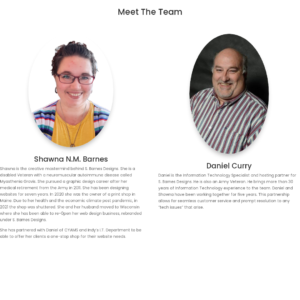 Meet The Team
Shawna N.M. Barnes
Daniel Curry
Shawna is the creative mastermind behind S. Barnes Designs. She is a
disabled Veteran with a neuromuscular autoimmune disease called
Myasthenia Gravis. She pursued a graphic design career after her
medical retirement from the Army in 2011. She has been designing
websites for seven years. In 2020 she was the owner of a print shop in
Maine. Due to her health and the economic climate post pandemic, in
2021 the shop was shuttered. She and her husband moved to Wisconsin
where she has been able to re-open her web design business, rebranded
under S. Barnes Designs.
She has partnered with Daniel of CYBMS entirely I.T. Department to be
able to offer her clients a one-stop shop for their website needs.
Daniel is the Information Technology Specialist and hosting partner for
S. Barnes Designs. He is also an Army Veteran. He brings more than 30
years of Information Technology experience to the team. Daniel and
Shawna have been working together for five years. This partnership
allows for seamless customer service and prompt resolution to any
"tech issues" that arise.